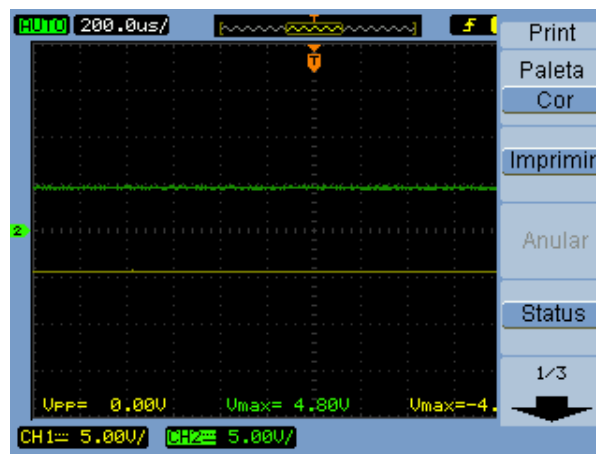 AUTO 200.0us/
T
T
2
Vpp= 0.00V Vmax= 4.80V Vmax=-4.
CH1 5.00V/ CH2 5.00V/
Print
Paleta
Cor
Imprimir
Anular
Status
1/3